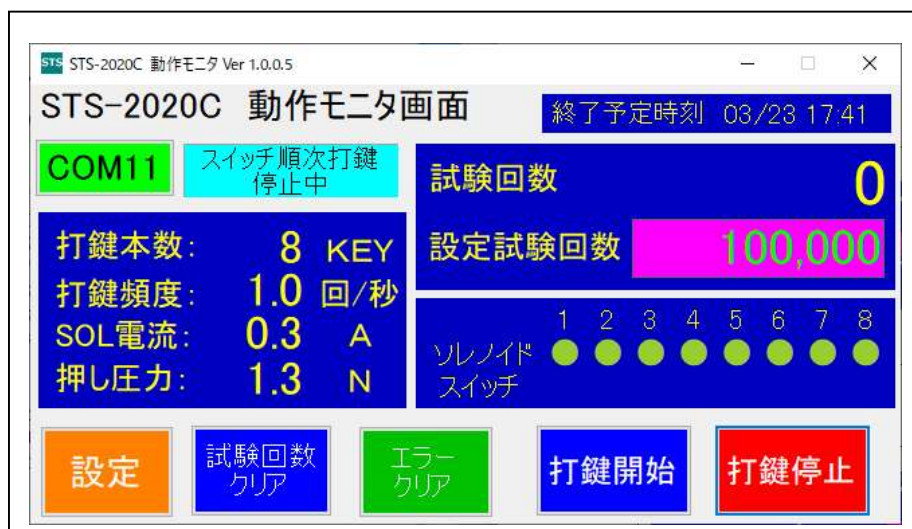 STS STS-2020C 動作モニタ Ver 1.0.0.5
STS-2020C 動作モニタ画面
終了予定時刻 03/23 17:41
COM11
スイッチ順次打鍵
停止中
試験回数 0
設定試験回数 100,000
打鍵本数: 8 KEY
打鍵頻度: 1.0 回/秒
SOL電流: 0.3 A
押し圧力: 1.3 N
1 2 3 4 5 6 7 8
ソレノイド
スイッチ
設定
試験回数
クリア
エラー
クリア
打鍵開始
打鍵停止